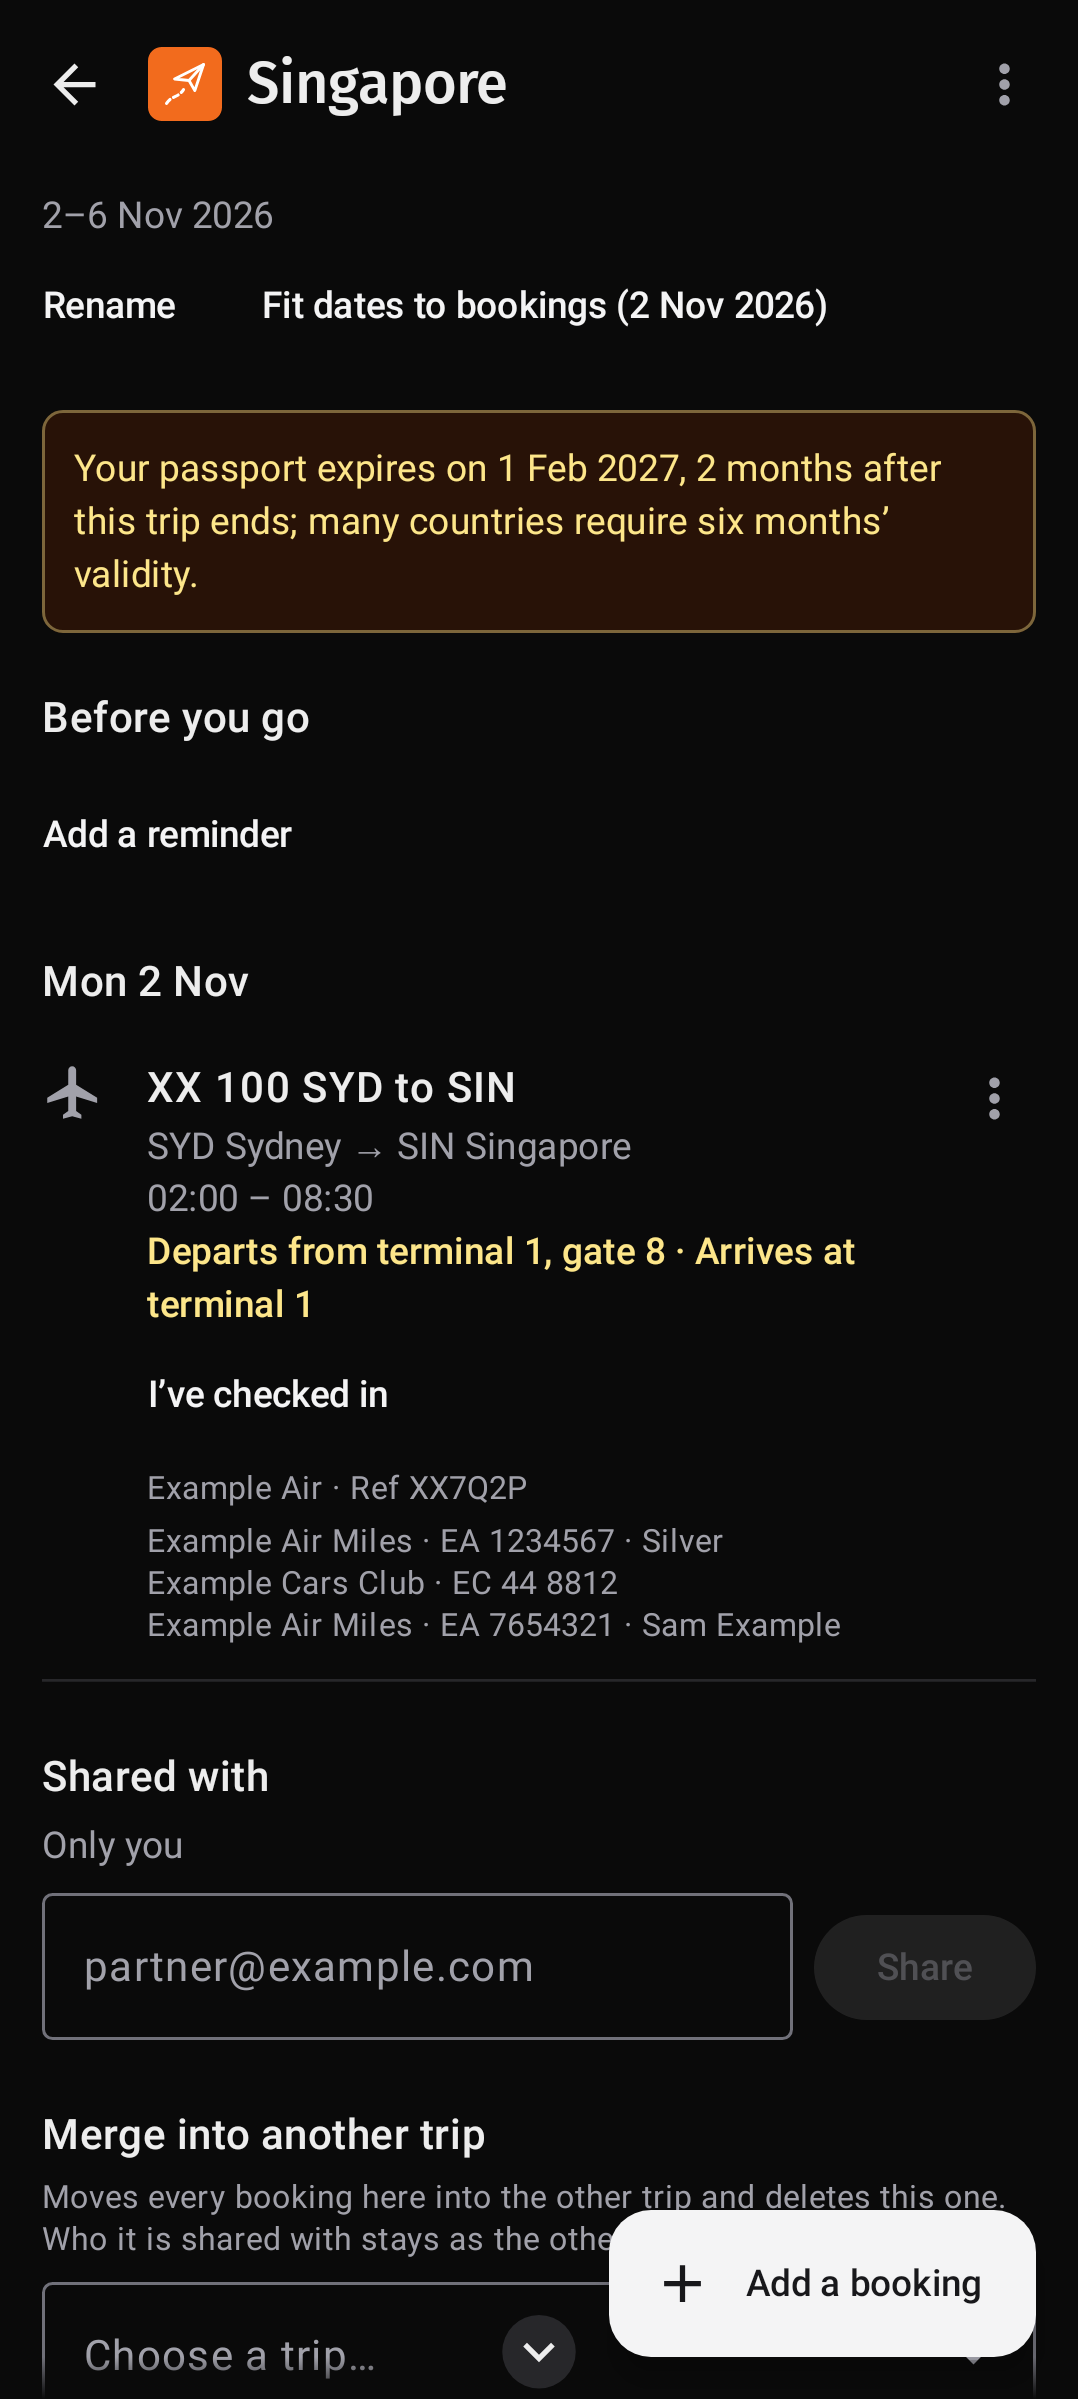 Singapore
2–6 Nov 2026
Rename
Fit dates to bookings (2 Nov 2026)
Your passport expires on 1 Feb 2027, 2 months after
this trip ends; many countries require six months’
validity.
Before you go
Add a reminder
Mon 2 Nov
XX 100 SYD to SIN
SYD Sydney → SIN Singapore
02:00 – 08:30
Departs from terminal 1, gate 8 · Arrives at
terminal 1
I’ve checked in
Example Air · Ref XX7Q2P
Example Air Miles · EA 1234567 · Silver
Example Cars Club · EC 44 8812
Example Air Miles · EA 7654321 · Sam Example
Shared with
Only you
partner@example.com
Share
Merge into another trip
Moves every booking here into the other trip and deletes this one.
Who it is shared with stays as the
Add a booking
Choose a trip…